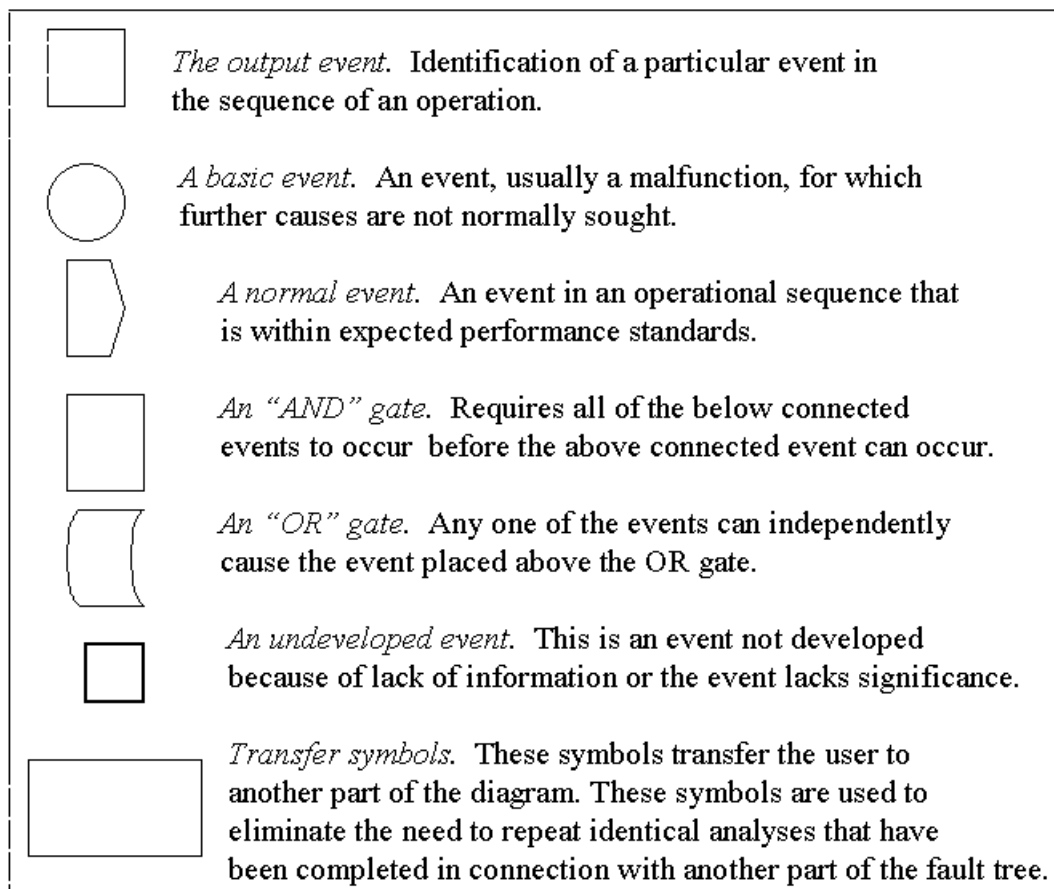 The output event. Identification of a particular event in
the sequence of an operation.
A basic event. An event, usually a malfunction, for which
further causes are not normally sought.
A normal event. An event in an operational sequence that
is within expected performance standards.
An “AND” gate. Requires all of the below connected
events to occur before the above connected event can occur.
An “OR” gate. Any one of the events can independently
cause the event placed above the OR gate.
An undeveloped event. This is an event not developed
because of lack of information or the event lacks significance.
Transfer symbols. These symbols transfer the user to
another part of the diagram. These symbols are used to
eliminate the need to repeat identical analyses that have
been completed in connection with another part of the fault tree.